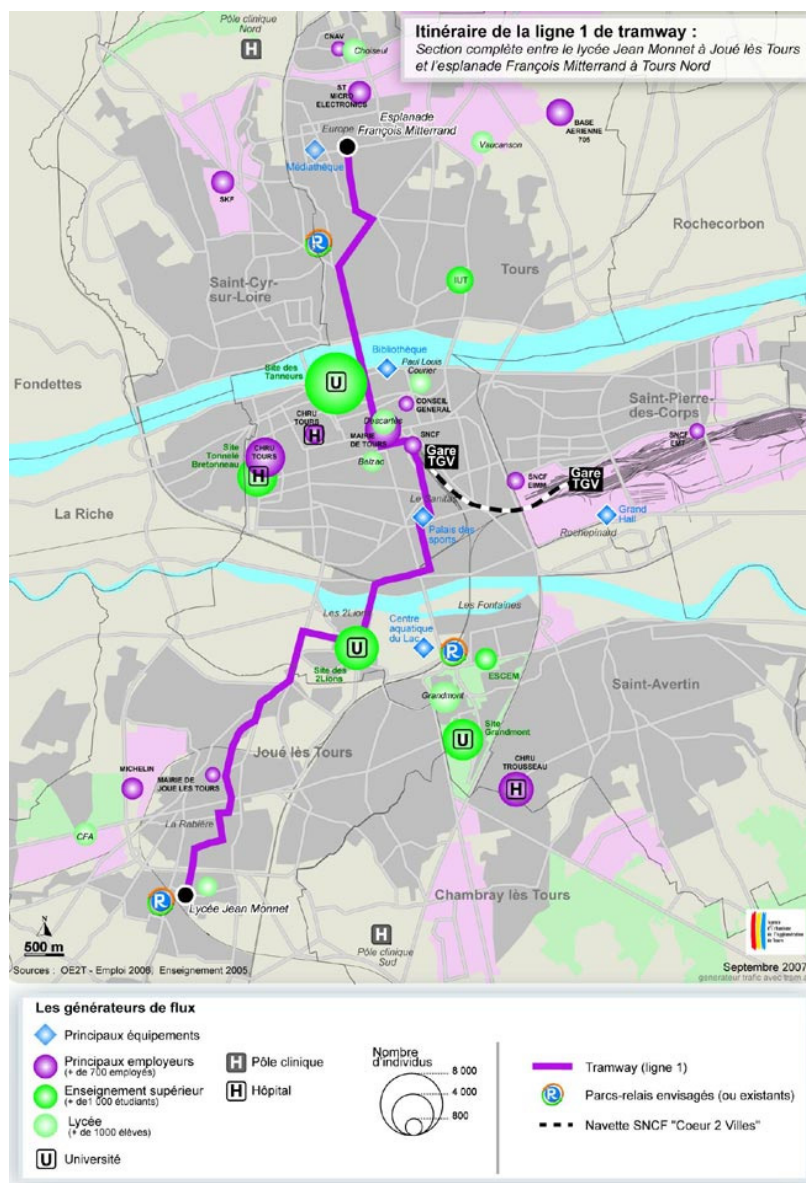 Itinéraire de la ligne 1 de tramway :
Section complète entre le lycée Jean Monnet à Joué lès Tours
et l'esplanade François Mitterrand à Tours Nord
Pôle clinique
Nord
H
CNAV
Choiseul
ST
MICRO
ELECTRONICS
Esplanade
François Mitterrand
Europe
Médiathèque
BASE
AERIENNE
705
Vaucanson
SKF
R
Rochecorbon
Saint-Cyr-
sur-Loire
Tours
IUT
Fondettes
Bibliothèque
Site des
Tanneurs
U
Paul Louis
Courier
CONSEIL
GENERAL
Saint-Pierre-
des-Corps
CHRU
TOURS
H
Descartes
MAIRIE
DE TOURS
SNCF
Gare
TGV
SNCF
EMT
Site
Tonnelé
Bretonneau
CHRU
TOURS
H
Balzac
SNCF
EIMM
Gare
TGV
La Riche
Le Sanitas
Palais des
sports
Grand
Hall
Rochepinard
Les 2Lions
Les Fontaines
Centre
aquatique
du Lac
U
Site des
2Lions
R
ESCEM
Grandmont
Saint-Avertin
Site
Grandmont
U
Joué lès Tours
MICHELIN
MAIRIE DE
JOUE LES TOURS
CHRU
TROUSSEAU
H
La Rabière
CFA
R
Lycée Jean Monnet
Chambray lès Tours
H
Pôle clinique
Sud
N
500 m
Sources : OE2T - Emploi 2006, Enseignement 2005,
Septembre 2007
Les générateurs de flux
Principaux équipements
Principaux employeurs
(+ de 700 employés)
Enseignement supérieur
(+ de1 000 étudiants)
Lycée
(+ de 1000 élèves)
U Université
H Pôle clinique
H Hôpital
Nombre
d'individus
8 000
4 000
800
Tramway (ligne 1)
R Parcs-relais envisagés (ou existants)
Navette SNCF "Coeur 2 Villes"